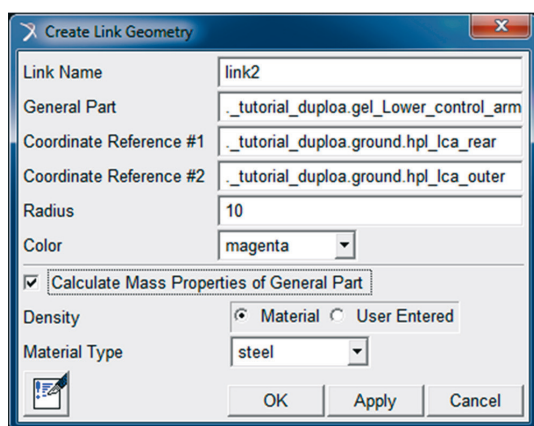 Create Link Geometry
Link Name link2
General Part ._tutorial_duploa.gel_Lower_control_arm
Coordinate Reference #1 ._tutorial_duploa.ground.hpl_lca_rear
Coordinate Reference #2 ._tutorial_duploa.ground.hpl_lca_outer
Radius 10
Color magenta
Calculate Mass Properties of General Part
Density Material User Entered
Material Type steel
OK Apply Cancel